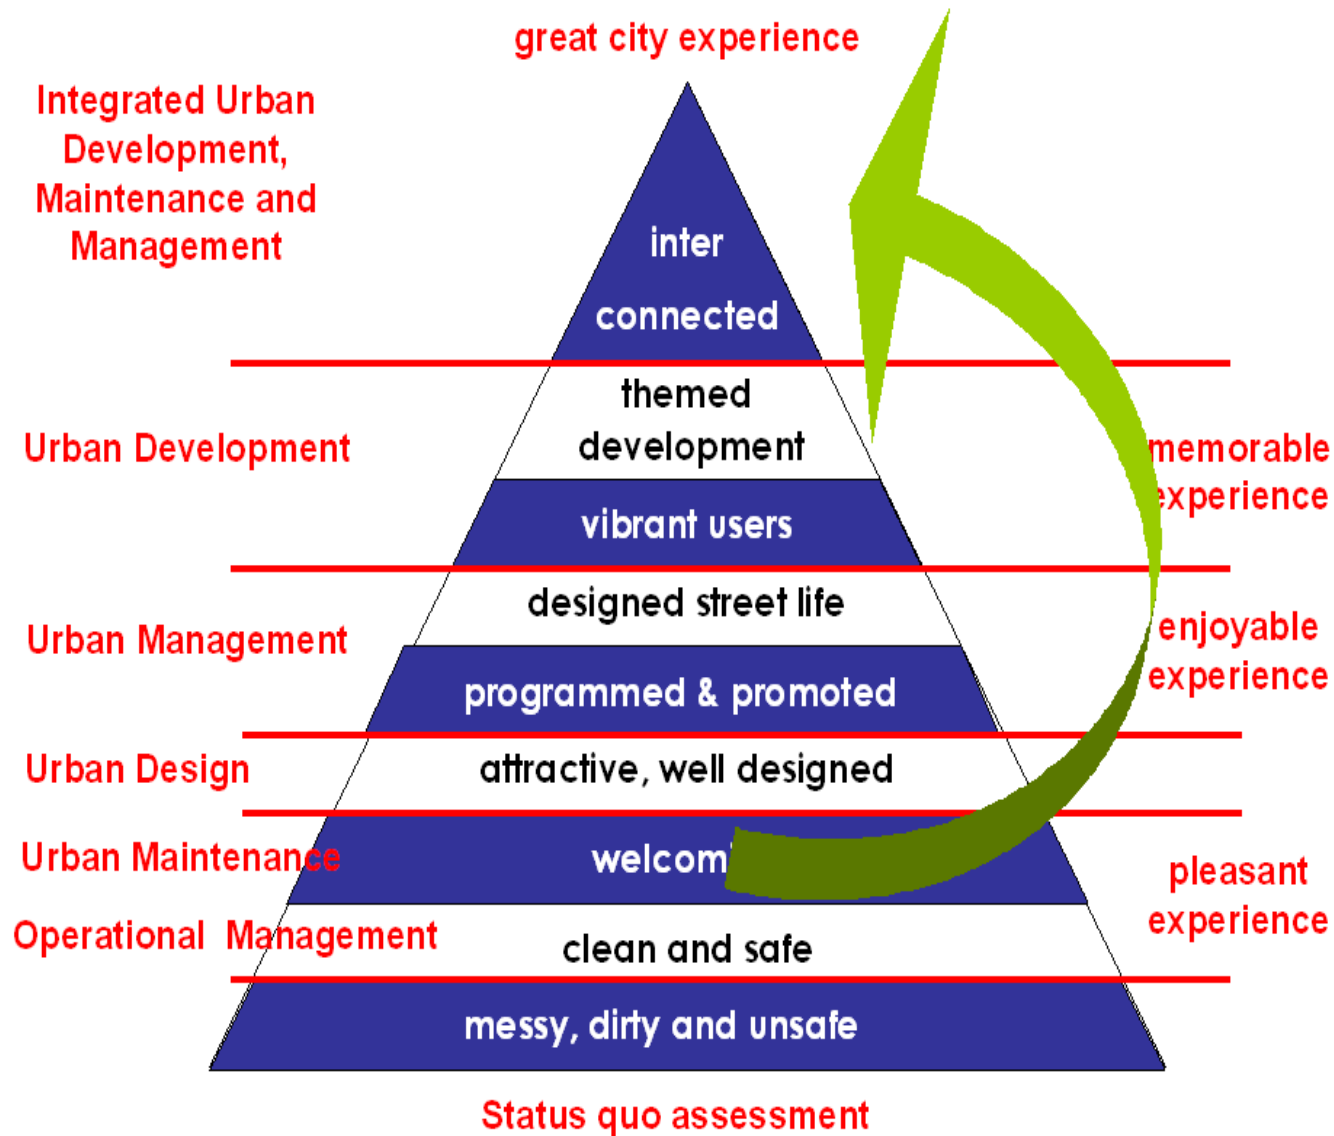 great city experience
Integrated Urban
Development,
Maintenance and
Management
inter
connected
themed
development
Urban Development
memorable
experience
vibrant users
designed street life
Urban Management
enjoyable
experience
programmed & promoted
Urban Design
attractive, well designed
Urban Maintenance
pleasant
experience
Operational Management
clean and safe
messy, dirty and unsafe
Status quo assessment